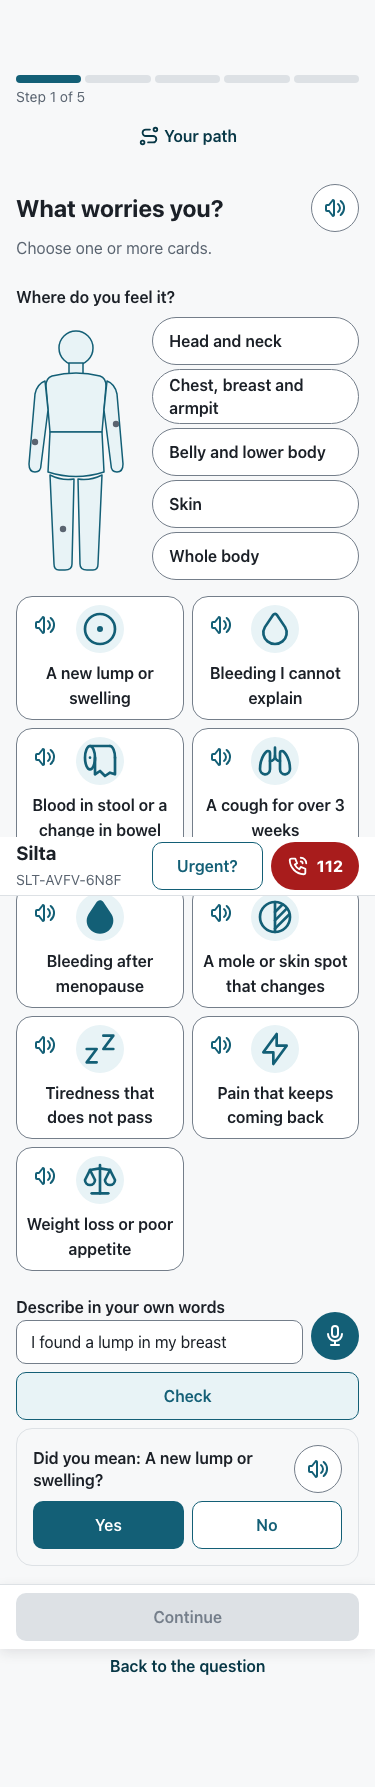 Step 1 of 5
Your path
What worries you?
Choose one or more cards.
Where do you feel it?
Head and neck
Chest, breast and
armpit
Belly and lower body
Skin
Whole body
A new lump or
swelling
Bleeding I cannot
explain
Blood in stool or a
change in bowel
A cough for over 3
weeks
Silta
SLT-AVFV-6N8F
Urgent?
112
Bleeding after
menopause
A mole or skin spot
that changes
Tiredness that
does not pass
Pain that keeps
coming back
Weight loss or poor
appetite
Describe in your own words
I found a lump in my breast
Check
Did you mean: A new lump or
swelling?
Yes
No
Continue
Back to the question